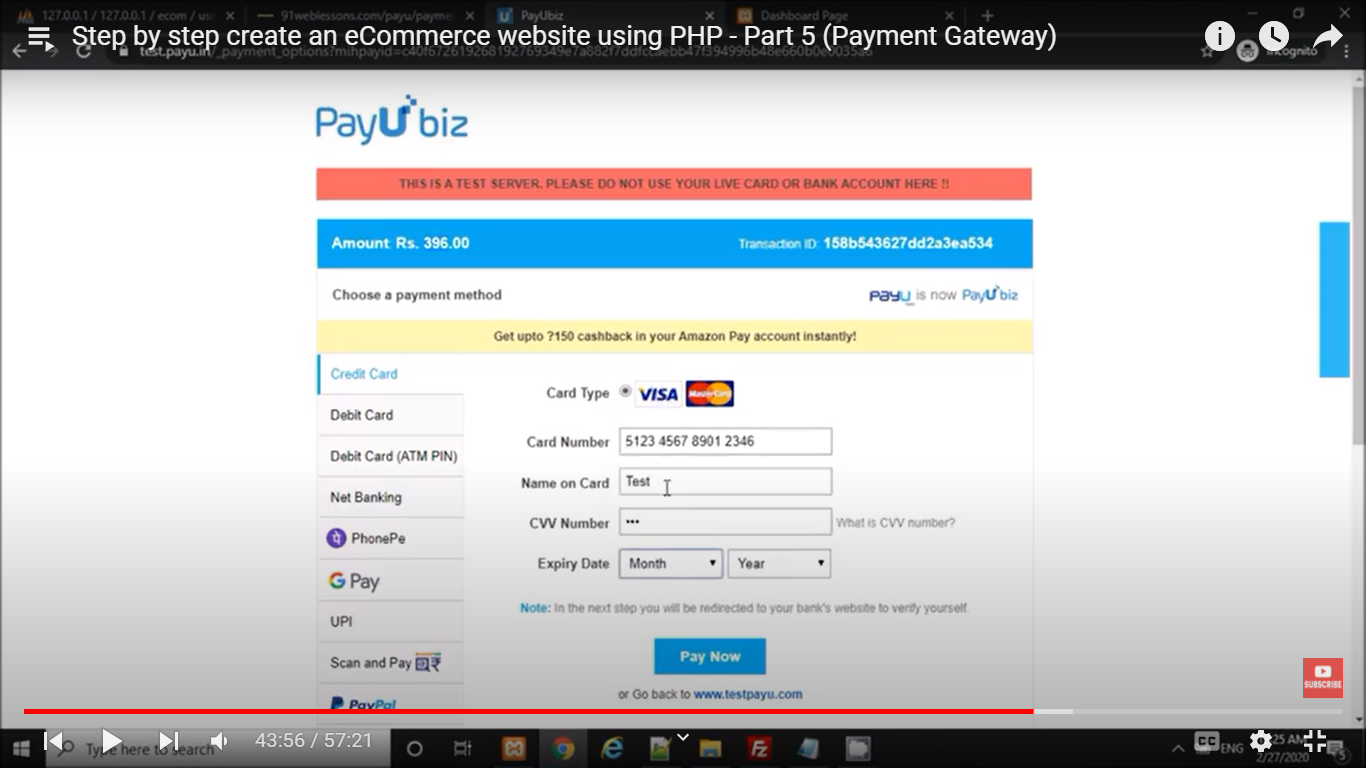 127.0.0.1 / 127.0.0.1 / ecom / use
91weblessons.com/payu/payme
PayUbiz
Dashboard Page
Step by step create an eCommerce website using PHP - Part 5 (Payment Gateway)
Incognito
PayU biz
THIS IS A TEST SERVER. PLEASE DO NOT USE YOUR LIVE CARD OR BANK ACCOUNT HERE !!
Amount: Rs. 396.00
Transaction ID: 158b543627dd2a3ea534
Choose a payment method
PayU is now PayU biz
Get upto ?150 cashback in your Amazon Pay account instantly!
Credit Card
Debit Card
Debit Card (ATM PIN)
Net Banking
PhonePe
G Pay
UPI
Scan and Pay
PayPal
Card Type VISA MasterCard
Card Number 5123 4567 8901 2346
Name on Card Test
CVV Number ••• What is CVV number?
Expiry Date Month Year
Note: In the next step you will be redirected to your bank's website to verify yourself.
Pay Now
or Go back to www.testpayu.com
SUBSCRIBE
43:56 / 57:21
Type here to search
CC
ENG
25 AM
2/27/2020